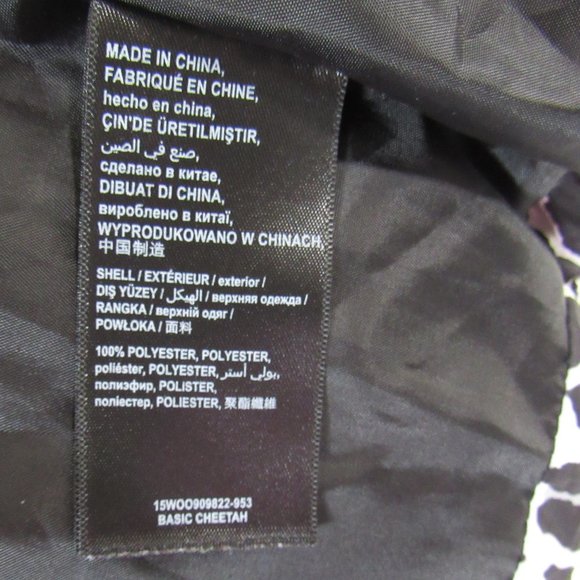 MADE IN CHINA,
FABRIQUÉ EN CHINE,
hecho en china,
ÇIN'DE ÜRETILMIŞTIR,
صنع في الصين,
сделано в китае,
DIBUAT DI CHINA,
вироблено в китаї,
WYPRODUKOWANO W CHINACH,
中国制造
SHELL / EXTÉRIEUR / exterior /
DIŞ YÜZEY / الهيكل / верхняя одежда /
RANGKA / верхній одяг /
POWŁOKA / 面料
100% POLYESTER, POLYESTER,
poliéster, POLYESTER, بولي أستر,
полиэфир, POLISTER,
поліестер, POLIESTER, 聚酯纖維
15WOO909822-953
BASIC CHEETAH